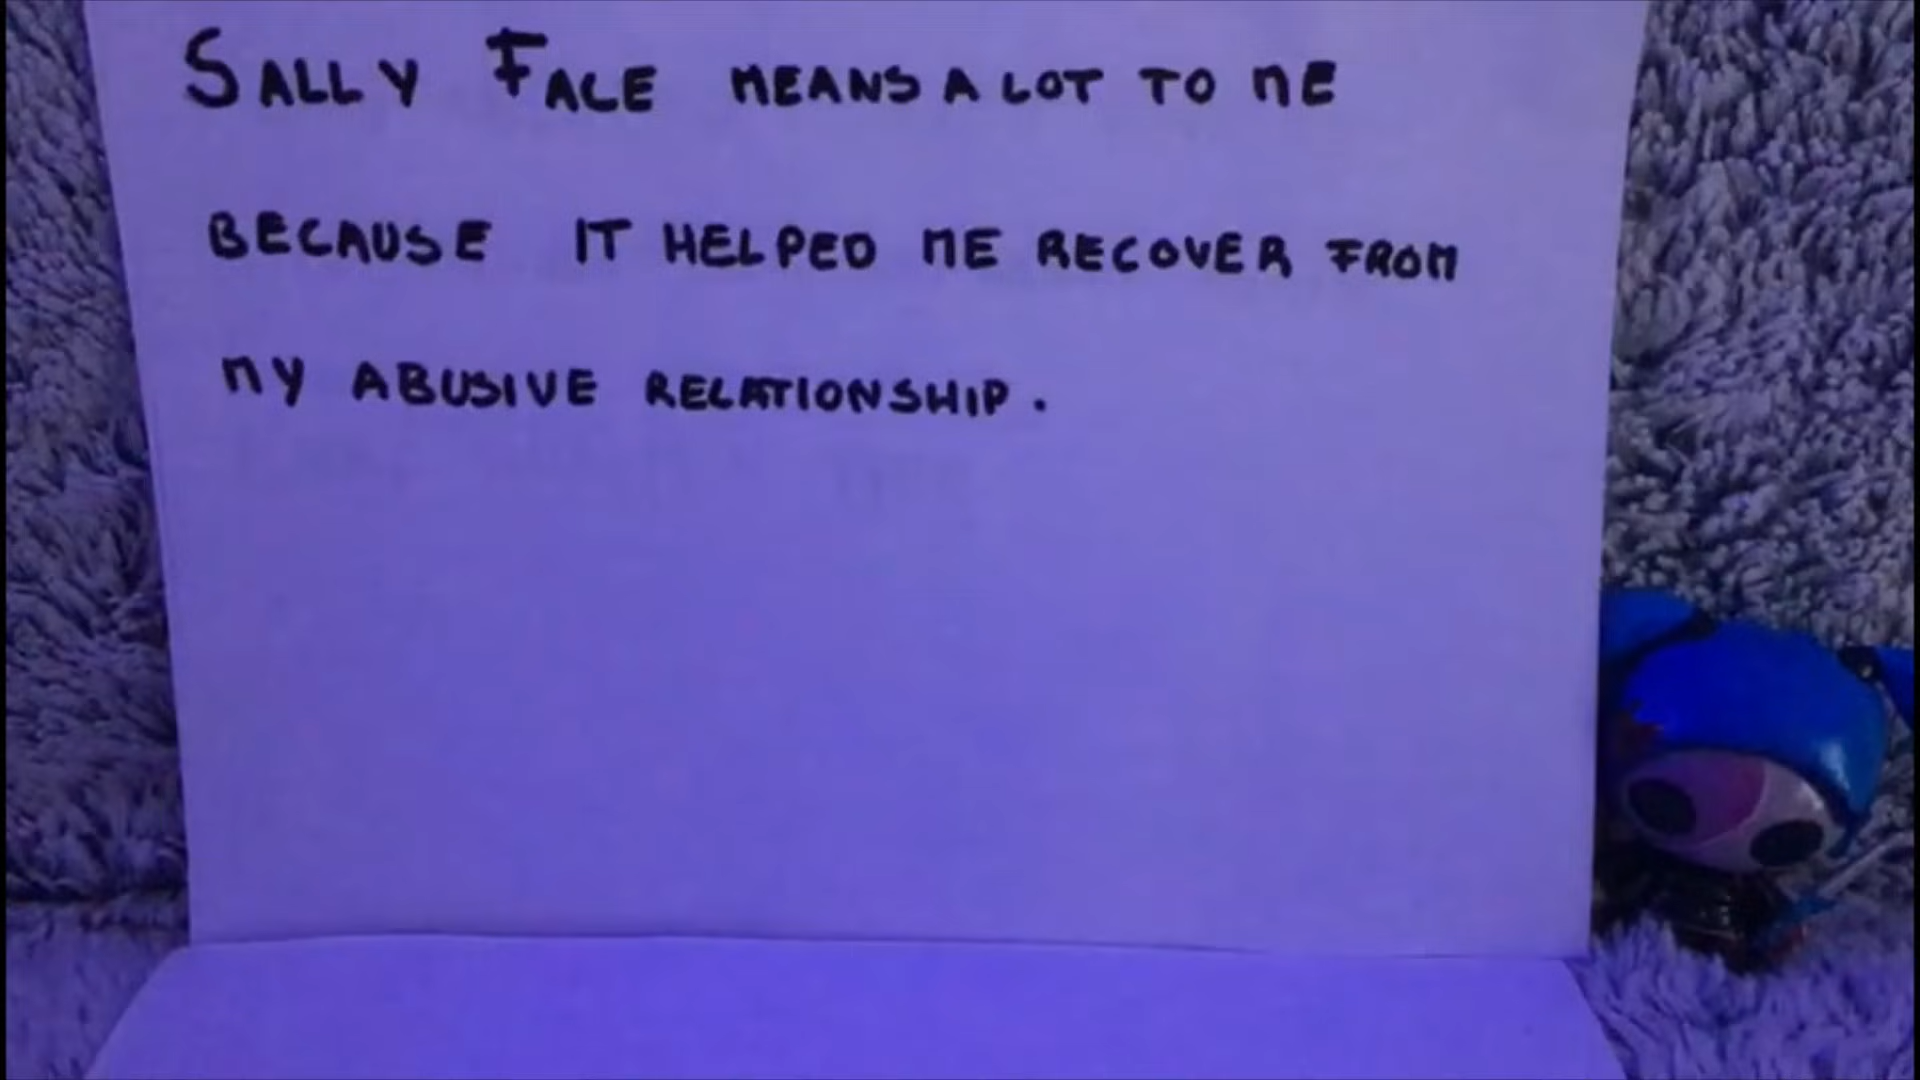 SALLY FACE MEANS A LOT TO ME
BECAUSE IT HELPED ME RECOVER FROM
MY ABUSIVE RELATIONSHIP.